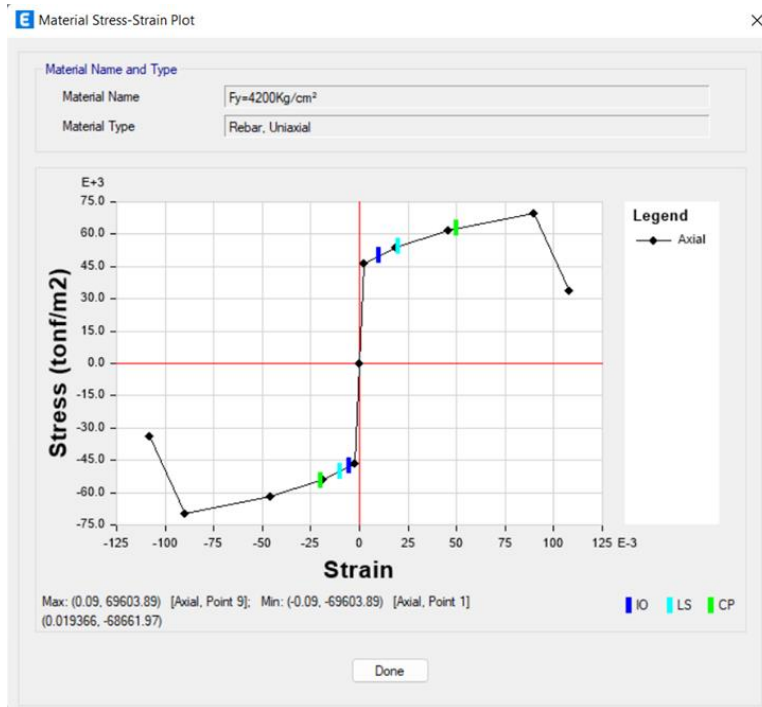 E Material Stress-Strain Plot
Material Name and Type
Material Name Fy=4200Kg/cm²
Material Type Rebar, Uniaxial
E+3
75.0
60.0
45.0
30.0
15.0
0.0
-15.0
-30.0
-45.0
-60.0
-75.0
Stress (tonf/m2)
-125 -100 -75 -50 -25 0 25 50 75 100 125 E-3
Strain
Legend
Axial
Max: (0.09, 69603.89) [Axial, Point 9]; Min: (-0.09, -69603.89) [Axial, Point 1]
(0.019366, -68661.97)
IO LS CP
Done